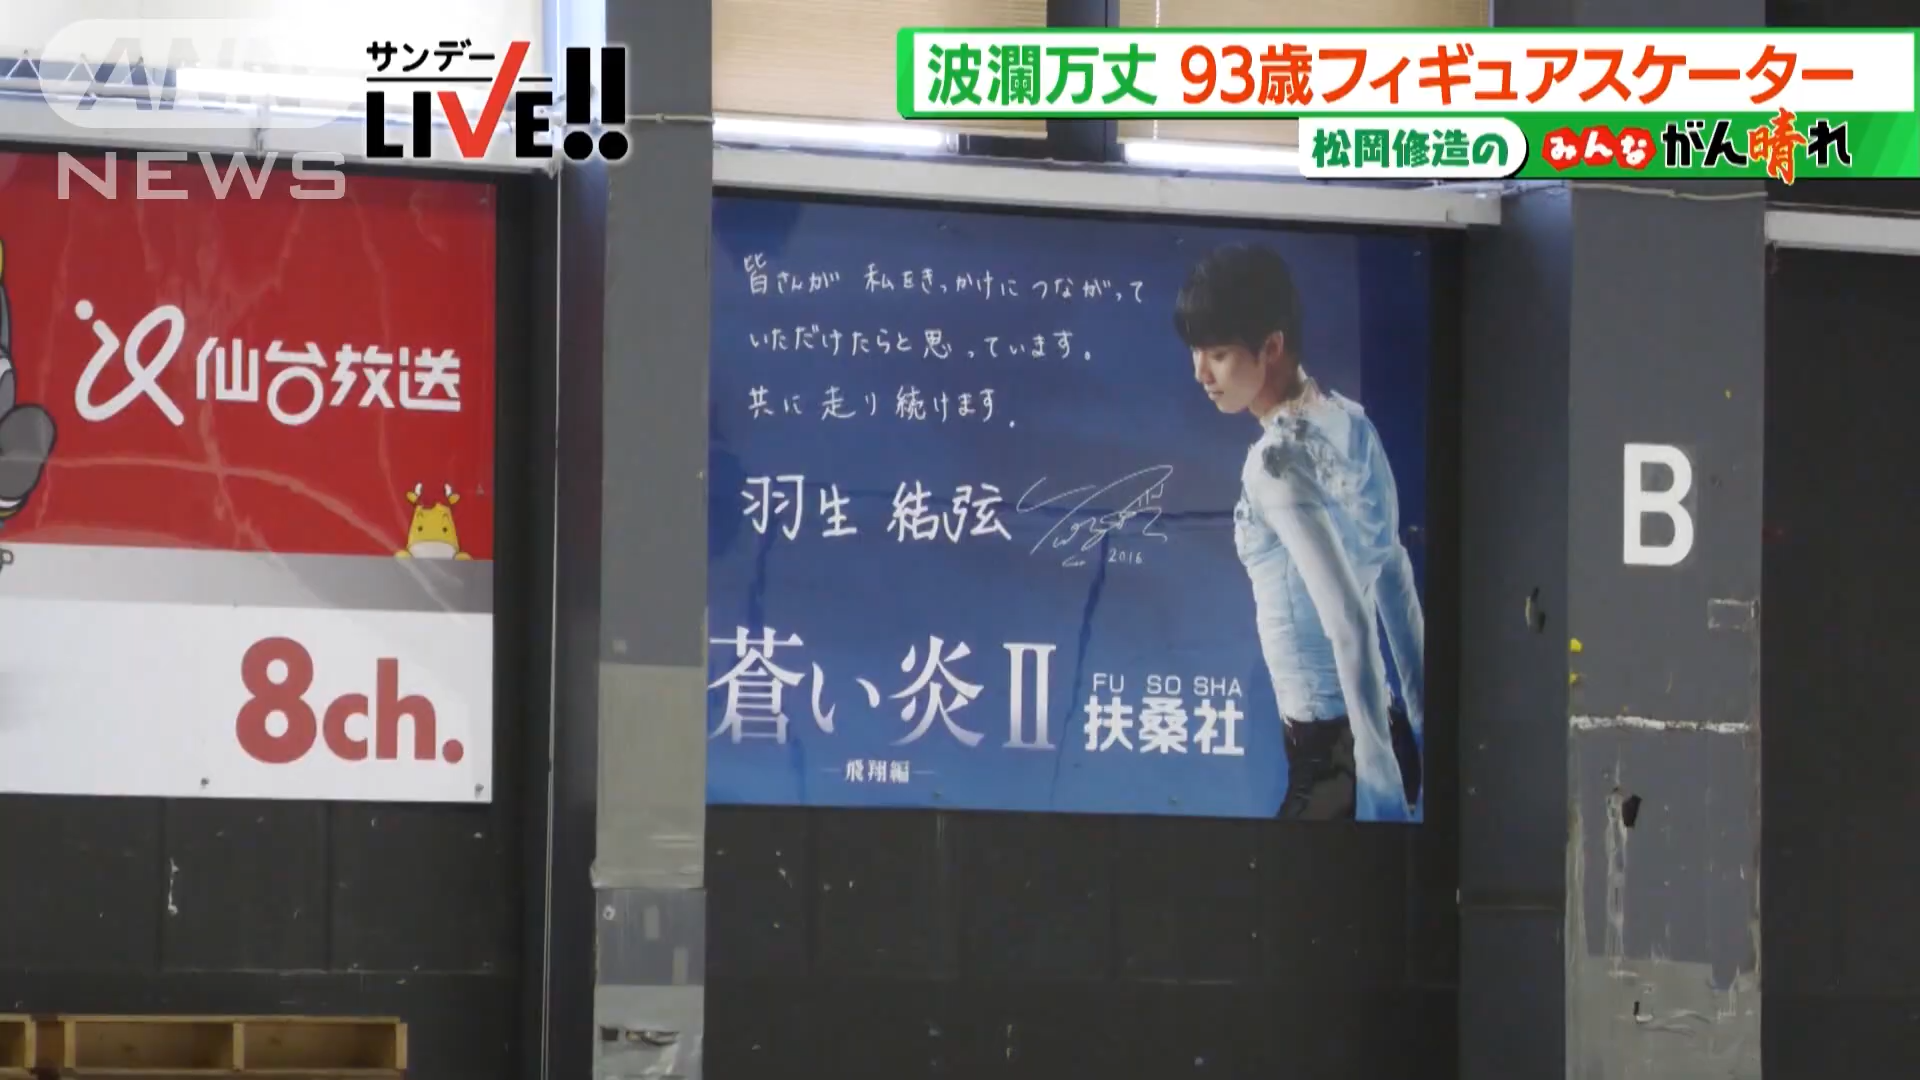 ANN
NEWS
サンデー
LIVE!!
波瀾万丈 93歳フィギュアスケーター
松岡修造の みんながん晴れ
仙台放送
8ch.
皆さんが 私をきっかけに つながって
いただけたらと思っています。
共に 走り続けます。
羽生 結弦
2016
蒼い炎Ⅱ
―飛翔編―
FU SO SHA
扶桑社
B